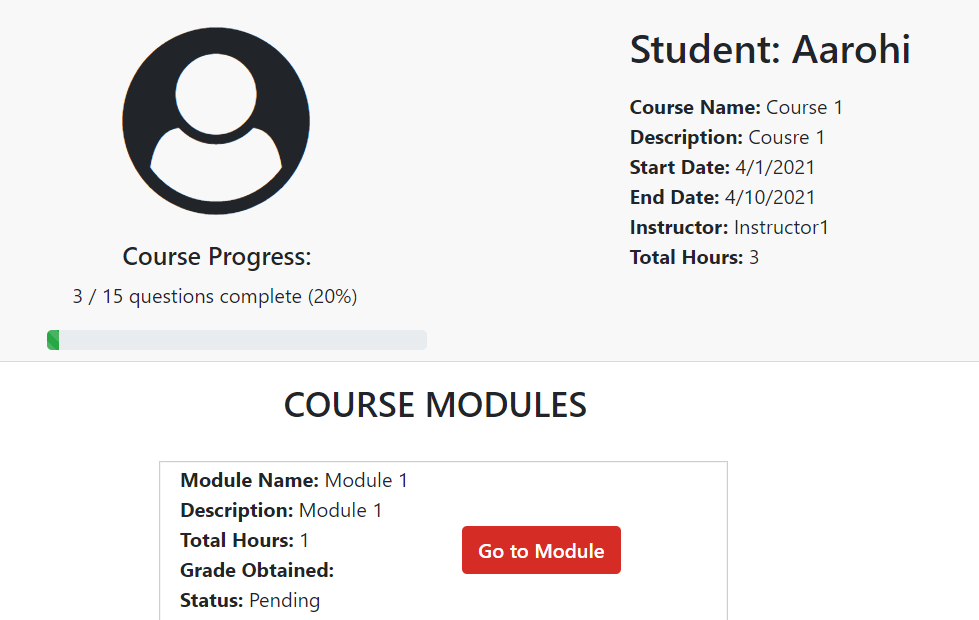 Student: Aarohi
Course Name: Course 1
Description: Cousre 1
Start Date: 4/1/2021
End Date: 4/10/2021
Instructor: Instructor1
Total Hours: 3
Course Progress:
3 / 15 questions complete (20%)
COURSE MODULES
Module Name: Module 1
Description: Module 1
Total Hours: 1
Grade Obtained:
Status: Pending
Go to Module